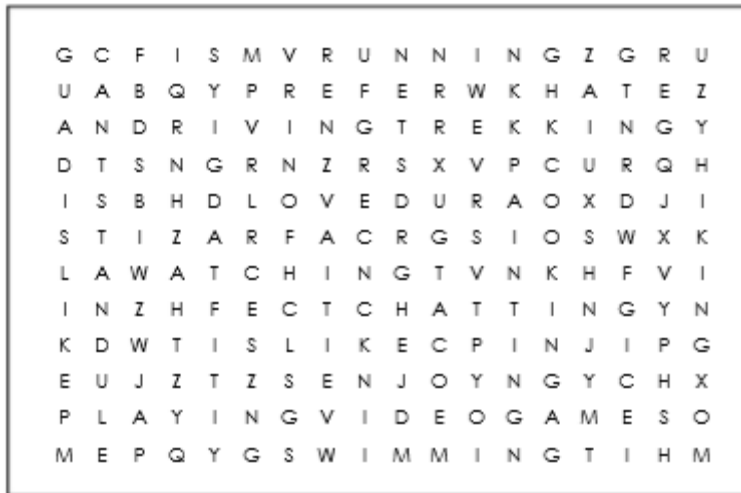 G C F I S M V R U N N I N G Z G R U
U A B Q Y P R E F E R W K H A T E Z
A N D R I V I N G T R E K K I N G Y
D T S N G R N Z R S X V P C U R Q H
I S B H D L O V E D U R A O X D J I
S T I Z A R F A C R G S I O S W X K
L A W A T C H I N G T V N K H F V I
I N Z H F E C T C H A T T I N G Y N
K D W T I S L I K E C P I N J I P G
E U J Z T Z S E N J O Y N G Y C H X
P L A Y I N G V I D E O G A M E S O
M E P Q Y G S W I M M I N G T I H M